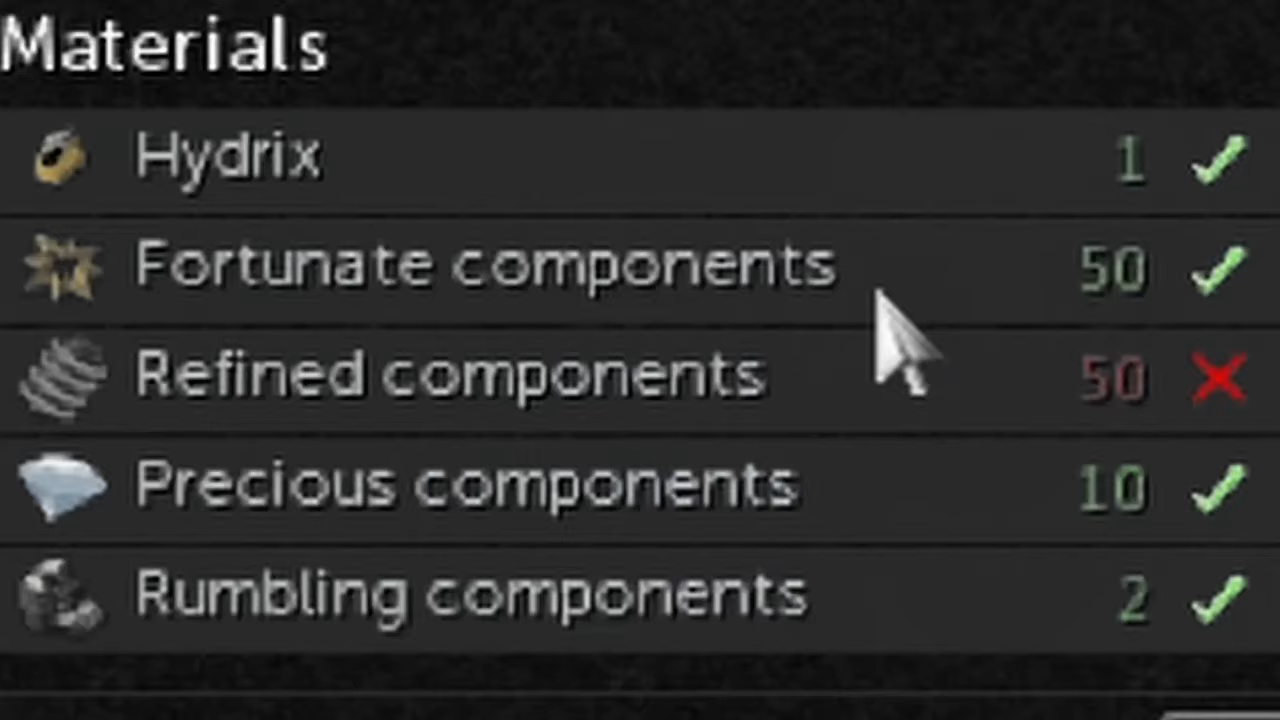 Materials
Hydrix 1
Fortunate components 50
Refined components 50
Precious components 10
Rumbling components 2